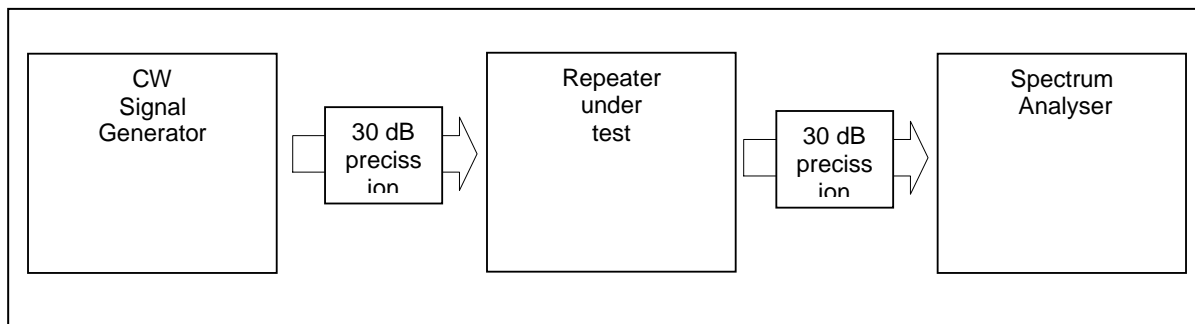 CW
Signal
Generator
30 dB
preciss
ion
Repeater
under
test
30 dB
preciss
ion
Spectrum
Analyser